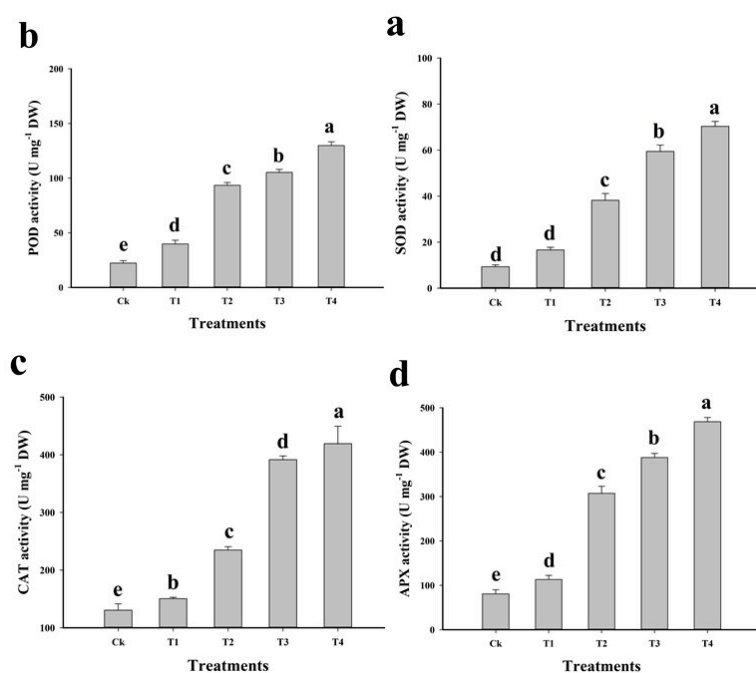 b
POD activity (U mg⁻¹ DW)
200
150
100
50
0
e
d
c
b
a
Ck T1 T2 T3 T4
Treatments
a
SOD activity (U mg⁻¹ DW)
100
80
60
40
20
0
d
d
c
b
a
Ck T1 T2 T3 T4
Treatments
c
CAT activity (U mg⁻¹ DW)
500
400
300
200
100
e
b
c
d
a
Ck T1 T2 T3 T4
Treatments
d
APX activity (U mg⁻¹ DW)
500
400
300
200
100
0
e
d
c
b
a
Ck T1 T2 T3 T4
Treatments